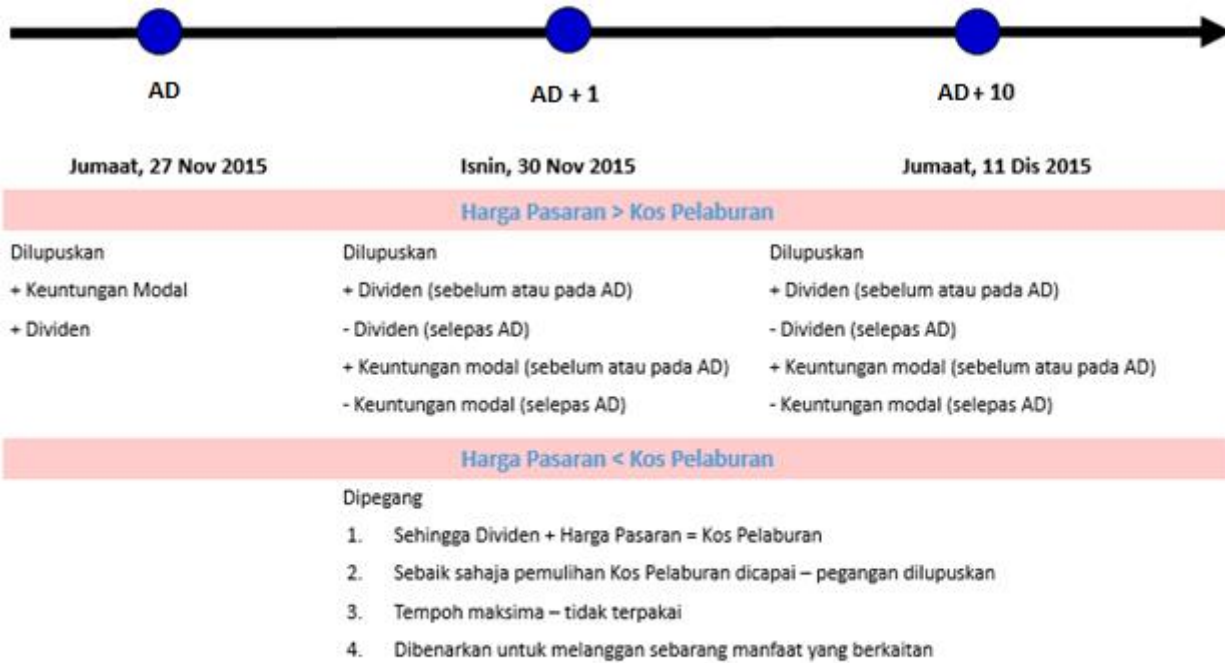 AD
AD + 1
AD + 10
Jumaat, 27 Nov 2015
Isnin, 30 Nov 2015
Jumaat, 11 Dis 2015
Harga Pasaran > Kos Pelaburan
Dilupuskan
+ Keuntungan Modal
+ Dividen
Dilupuskan
+ Dividen (sebelum atau pada AD)
- Dividen (selepas AD)
+ Keuntungan modal (sebelum atau pada AD)
- Keuntungan modal (selepas AD)
Dilupuskan
+ Dividen (sebelum atau pada AD)
- Dividen (selepas AD)
+ Keuntungan modal (sebelum atau pada AD)
- Keuntungan modal (selepas AD)
Harga Pasaran < Kos Pelaburan
Dipegang
1. Sehingga Dividen + Harga Pasaran = Kos Pelaburan
2. Sebaik sahaja pemulihan Kos Pelaburan dicapai – pegangan dilupuskan
3. Tempoh maksima – tidak terpakai
4. Dibenarkan untuk melanggan sebarang manfaat yang berkaitan